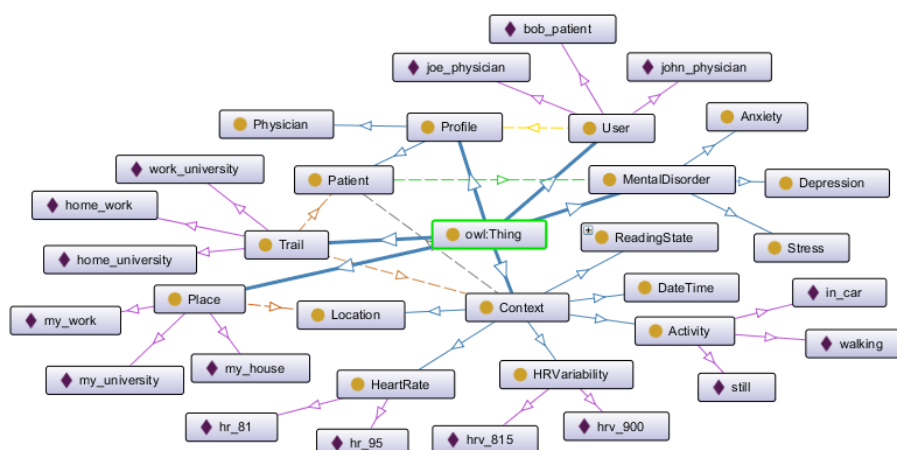 bob_patient
joe_physician
john_physician
Physician
Profile
User
Anxiety
work_university
Patient
MentalDisorder
Depression
home_work
owl:Thing
ReadingState
Trail
Stress
home_university
Place
DateTime
in_car
my_work
Location
Context
Activity
walking
my_university
my_house
HeartRate
HRVariability
still
hr_81
hr_95
hrv_815
hrv_900